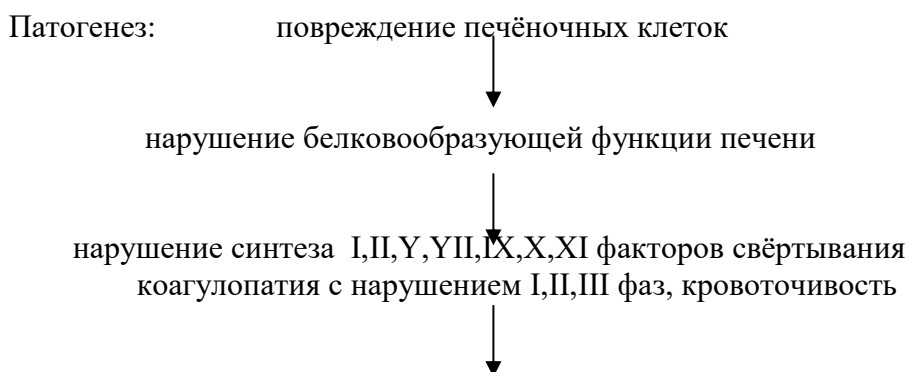 Патогенез: повреждение печёночных клеток
нарушение белковообразующей функции печени
нарушение синтеза I,II,Y,YII,IX,X,XI факторов свёртывания
коагулопатия с нарушением I,II,III фаз, кровоточивость